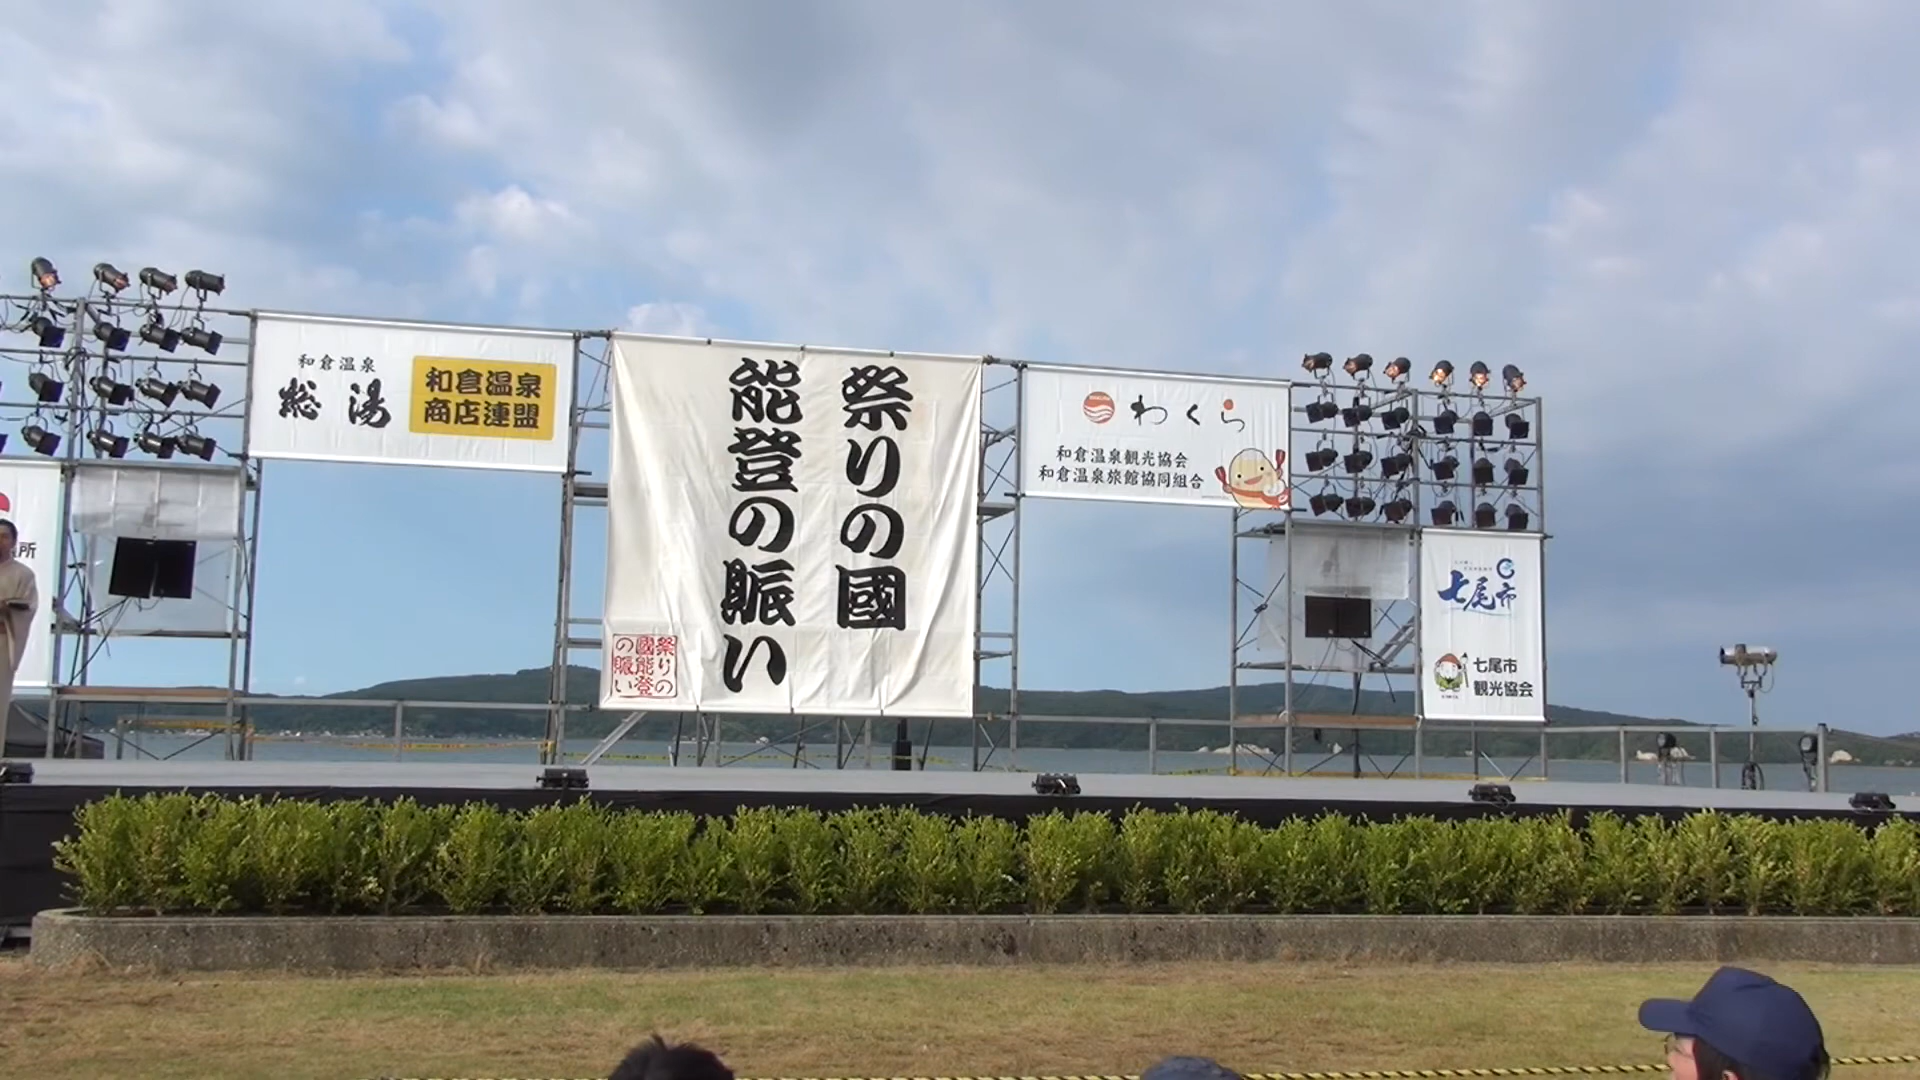 和倉温泉
総湯
和倉温泉
商店連盟
祭りの國
能登の賑い
祭りの
國能登
の賑い
わくら
和倉温泉観光協会
和倉温泉旅館協同組合
七尾市
七尾市
観光協会
所